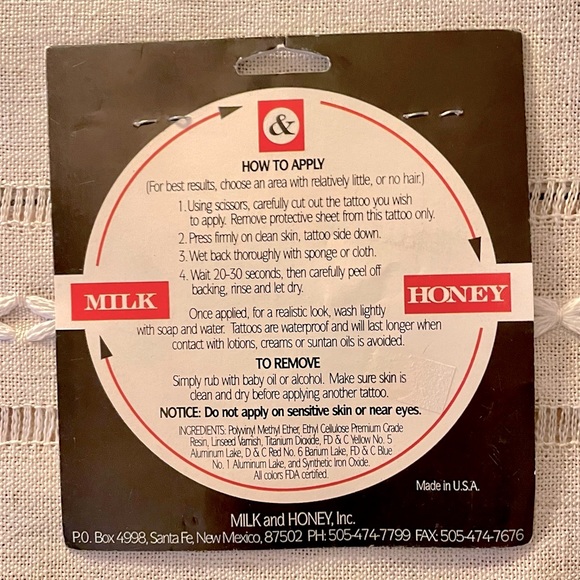 &
HOW TO APPLY
(For best results, choose an area with relatively little, or no hair.)
1. Using scissors, carefully cut out the tattoo you wish
to apply. Remove protective sheet from this tattoo only.
2. Press firmly on clean skin, tattoo side down.
3. Wet back thoroughly with sponge or cloth.
4. Wait 20-30 seconds, then carefully peel off
backing, rinse and let dry.
MILK
HONEY
Once applied, for a realistic look, wash lightly
with soap and water. Tattoos are waterproof and will last longer when
contact with lotions, creams or suntan oils is avoided.
TO REMOVE
Simply rub with baby oil or alcohol. Make sure skin is
clean and dry before applying another tattoo.
NOTICE: Do not apply on sensitive skin or near eyes.
INGREDIENTS: Polyvinyl Methyl Ether, Ethyl Cellulose Premium Grade
Resin, Linseed Varnish, Titanium Dioxide, FD & C Yellow No. 5
Aluminum Lake, D & C Red No. 6 Barium Lake, FD & C Blue
No. 1 Aluminum Lake, and Synthetic Iron Oxide.
All colors FDA certified.
Made in U.S.A.
MILK and HONEY, Inc.
P.O. Box 4998, Santa Fe, New Mexico, 87502 PH: 505-474-7799 FAX: 505-474-7676